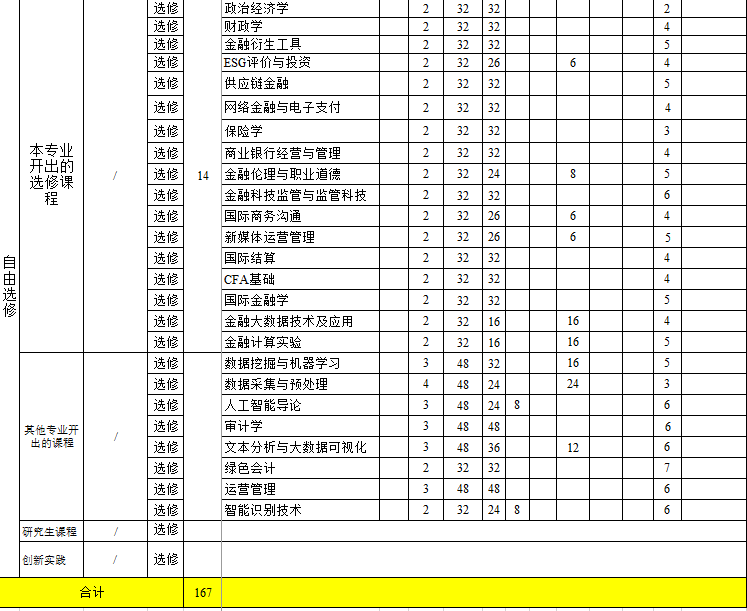 选修 政治经济学 2 32 32 2
选修 财政学 2 32 32 4
选修 金融衍生工具 2 32 32 5
选修 ESG评价与投资 2 32 26 6 4
选修 供应链金融 2 32 32 5
选修 网络金融与电子支付 2 32 32 4
选修 保险学 2 32 32 3
选修 商业银行经营与管理 2 32 32 4
本专业
开出的
选修课
程
/
14
选修 金融伦理与职业道德 2 32 24 8 5
选修 金融科技监管与监管科技 2 32 32 6
选修 国际商务沟通 2 32 26 6 4
选修 新媒体运营管理 2 32 26 6 5
选修 国际结算 2 32 32 4
自
由
选
修
选修 CFA基础 2 32 32 4
选修 国际金融学 2 32 32 5
选修 金融大数据技术及应用 2 32 16 16 4
选修 金融计算实验 2 32 16 16 5
选修 数据挖掘与机器学习 3 48 32 16 5
选修 数据采集与预处理 4 48 24 24 3
选修 人工智能导论 3 48 24 8 6
其他专业开
出的课程
/
选修 审计学 3 48 48 6
选修 文本分析与大数据可视化 3 48 36 12 6
选修 绿色会计 2 32 32 7
选修 运营管理 3 48 48 6
选修 智能识别技术 2 32 24 8 6
研究生课程 / 选修
创新实践 / 选修
合计 167